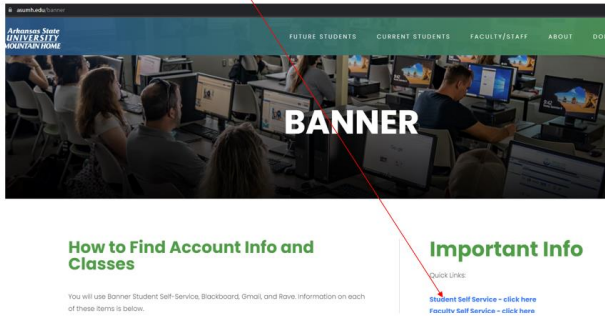 asumh.edu/banner
Arkansas State
UNIVERSITY
MOUNTAIN HOME
FUTURE STUDENTS CURRENT STUDENTS FACULTY/STAFF ABOUT
BANNER
How to Find Account Info and
Classes
You will use Banner Student Self-Service, Blackboard, Gmail, and Rave. Information on each
of these items is below.
Important Info
Quick Links:
Student Self Service - click here
Faculty Self Service - click here